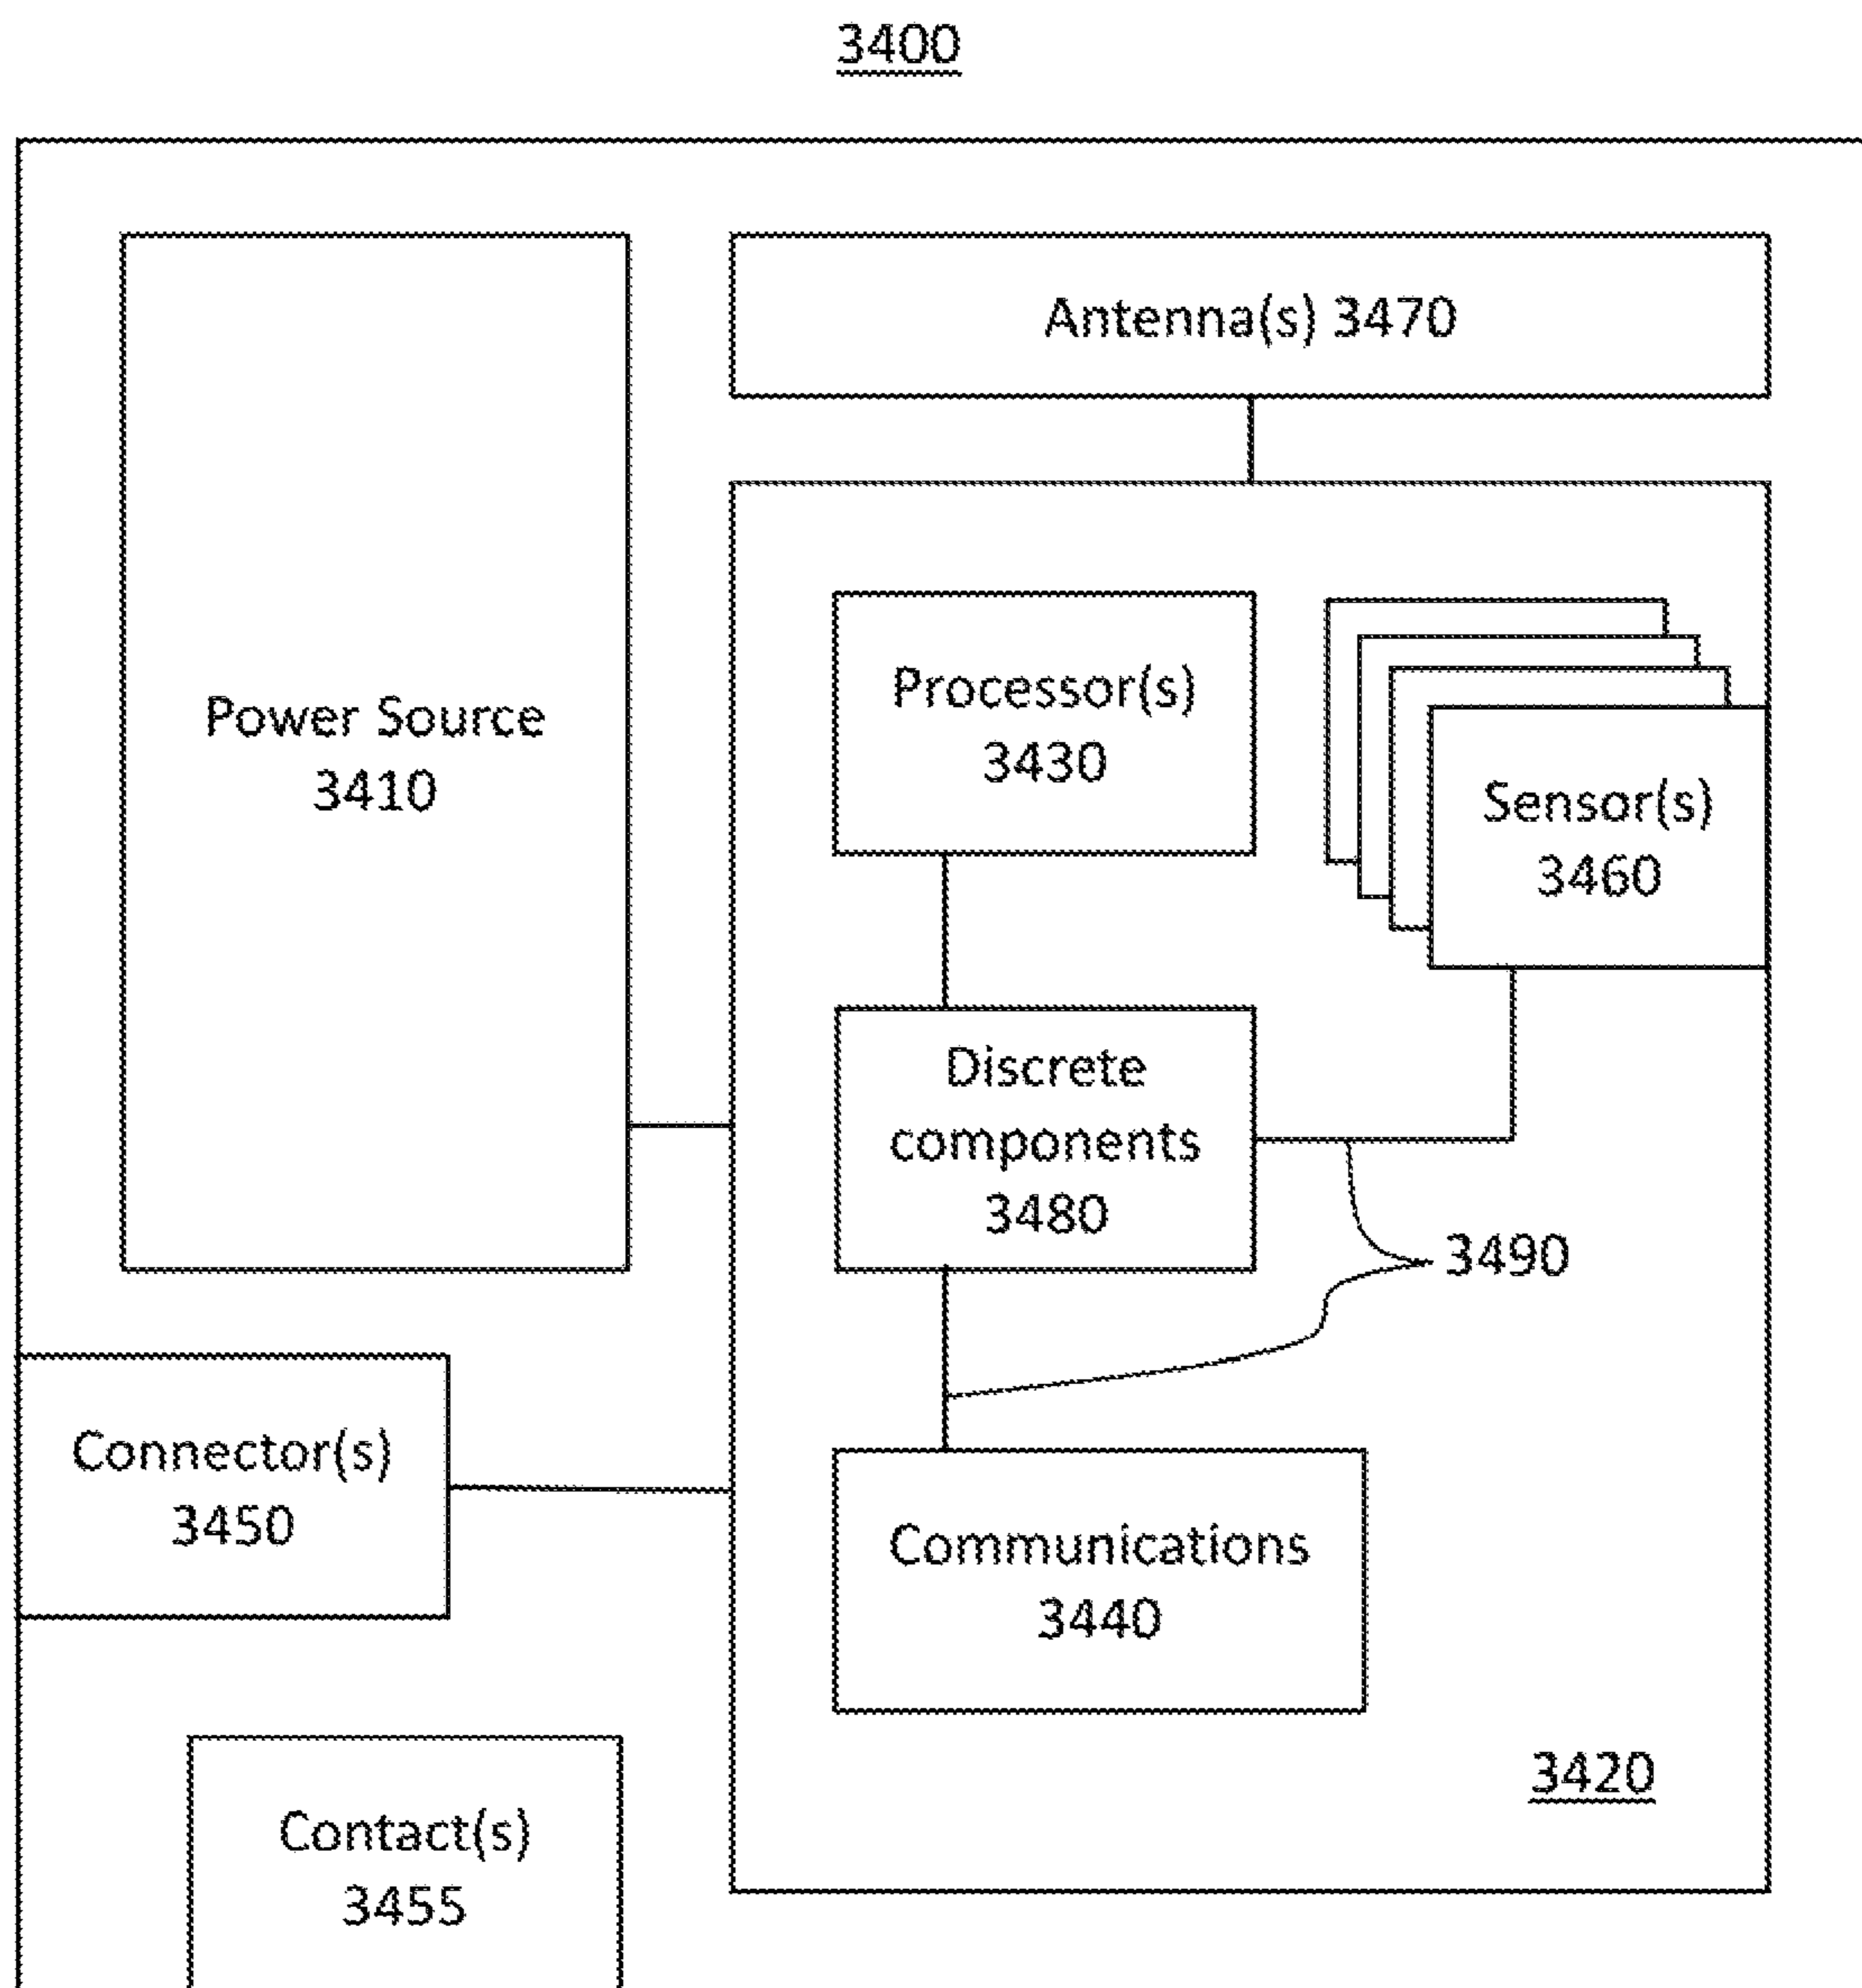 3400
Antenna(s) 3470
Power Source
3410
Processor(s)
3430
Sensor(s)
3460
Discrete
components
3480
3490
Connector(s)
3450
Communications
3440
3420
Contact(s)
3455